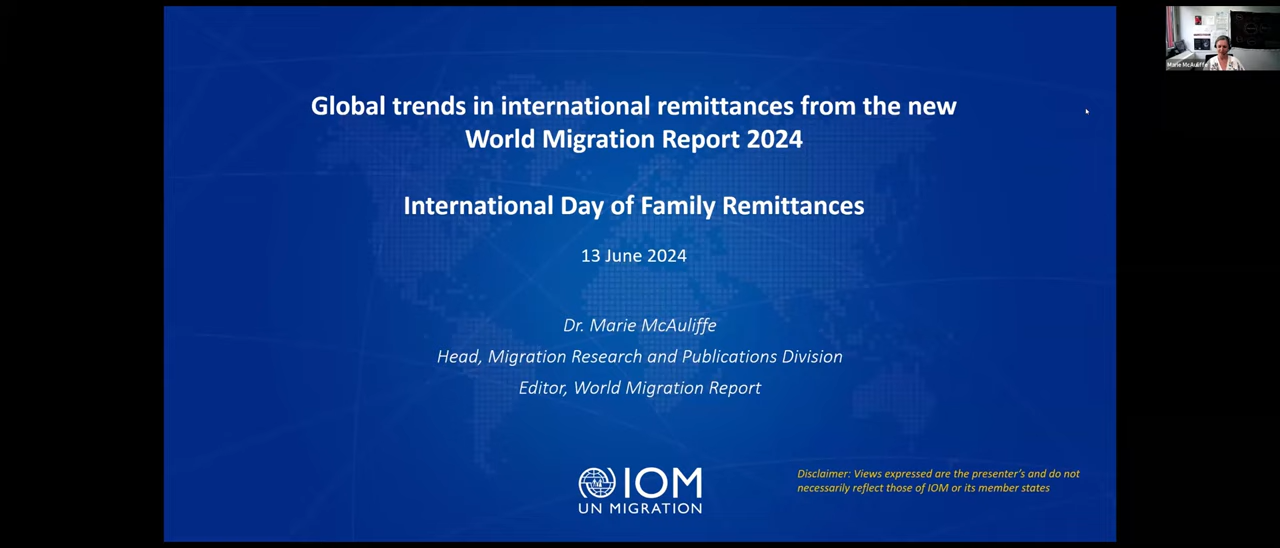 Global trends in international remittances from the new
World Migration Report 2024
International Day of Family Remittances
13 June 2024
Dr. Marie McAuliffe
Head, Migration Research and Publications Division
Editor, World Migration Report
IOM
UN MIGRATION
Disclaimer: Views expressed are the presenter's and do not
necessarily reflect those of IOM or its member states
Marie McAuliffe